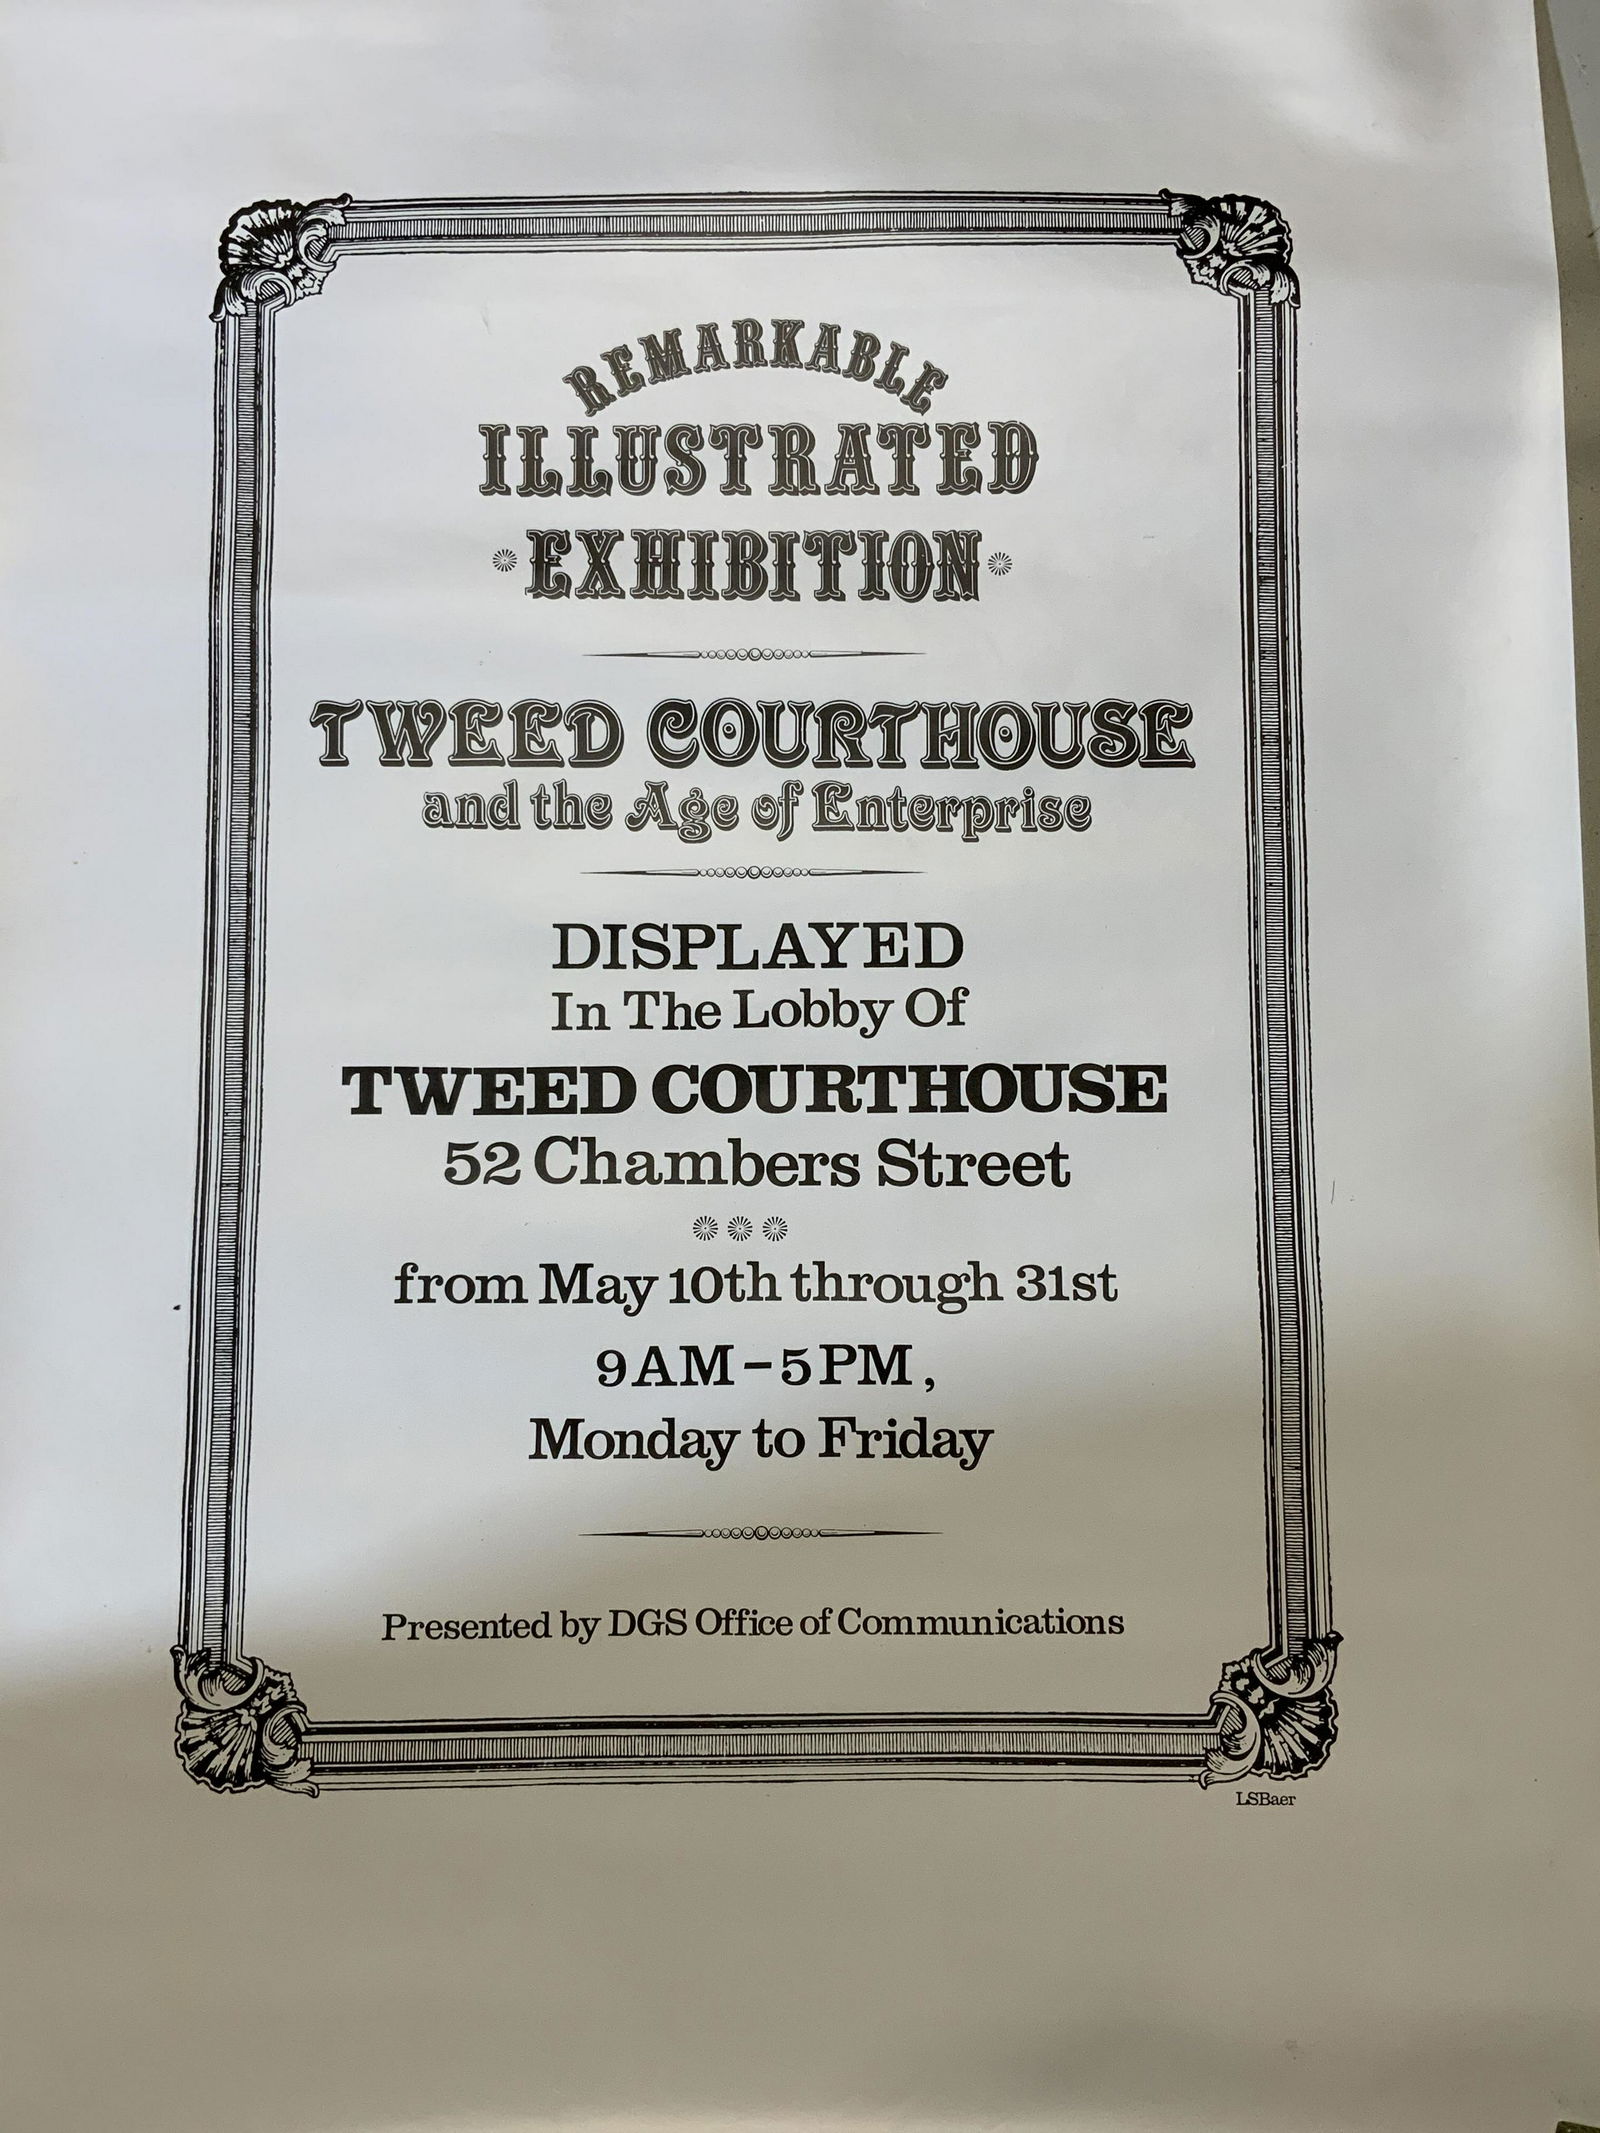 REMARKABLE
ILLUSTRATED
EXHIBITION
TWEED COURTHOUSE
and the Age of Enterprise
DISPLAYED
In The Lobby Of
TWEED COURTHOUSE
52 Chambers Street
from May 10th through 31st
9AM-5PM,
Monday to Friday
Presented by DGS Office of Communications
LSBaer